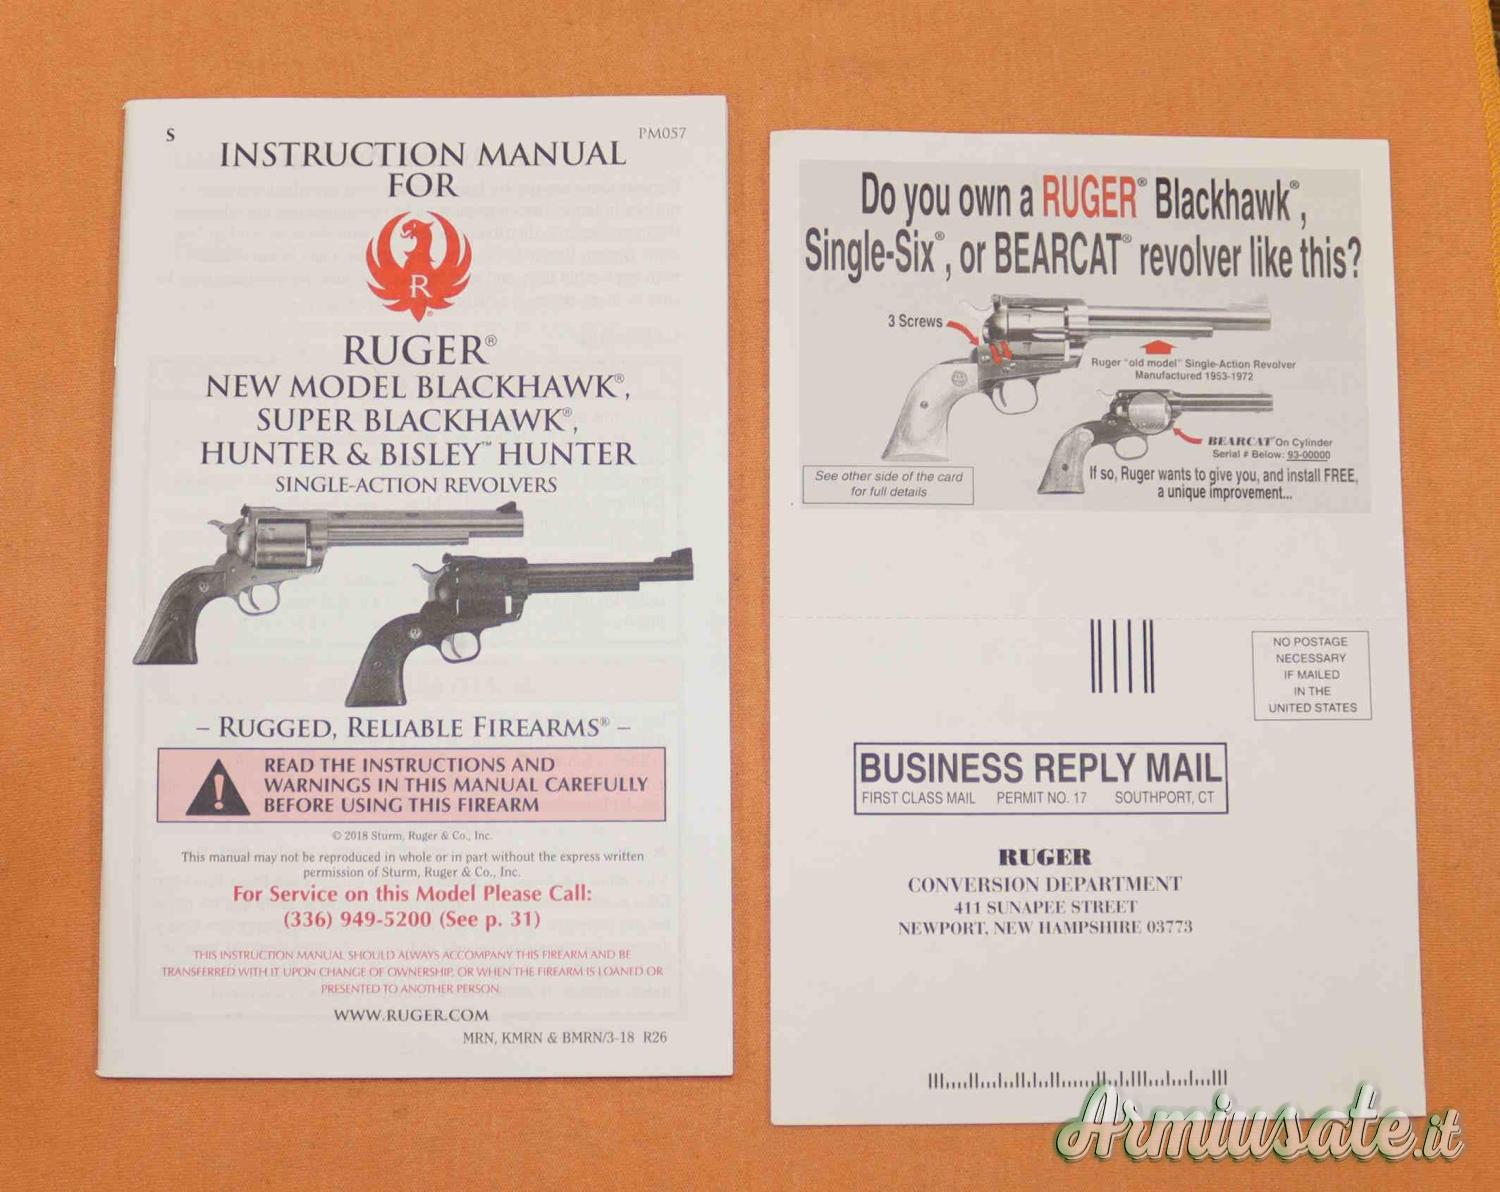 S
PM057
INSTRUCTION MANUAL
FOR
R
RUGER®
NEW MODEL BLACKHAWK®,
SUPER BLACKHAWK®,
HUNTER & BISLEY™ HUNTER
SINGLE-ACTION REVOLVERS
– RUGGED, RELIABLE FIREARMS® –
READ THE INSTRUCTIONS AND
WARNINGS IN THIS MANUAL CAREFULLY
BEFORE USING THIS FIREARM
© 2018 Sturm, Ruger & Co., Inc.
This manual may not be reproduced in whole or in part without the express written
permission of Sturm, Ruger & Co., Inc.
For Service on this Model Please Call:
(336) 949-5200 (See p. 31)
THIS INSTRUCTION MANUAL SHOULD ALWAYS ACCOMPANY THIS FIREARM AND BE
TRANSFERRED WITH IT UPON CHANGE OF OWNERSHIP, OR WHEN THE FIREARM IS LOANED OR
PRESENTED TO ANOTHER PERSON.
WWW.RUGER.COM
MRN, KMRN & BMRN/3-18 R26
Do you own a RUGER® Blackhawk®,
Single-Six®, or BEARCAT® revolver like this?
3 Screws
Ruger "old model" Single-Action Revolver
Manufactured 1953-1972
93-00000
BEARCAT® On Cylinder
Serial # Below: 93-00000
See other side of the card
for full details
If so, Ruger wants to give you, and install FREE,
a unique improvement...
NO POSTAGE
NECESSARY
IF MAILED
IN THE
UNITED STATES
BUSINESS REPLY MAIL
FIRST CLASS MAIL PERMIT NO. 17 SOUTHPORT, CT
RUGER
CONVERSION DEPARTMENT
411 SUNAPEE STREET
NEWPORT, NEW HAMPSHIRE 03773
Armiusate.it